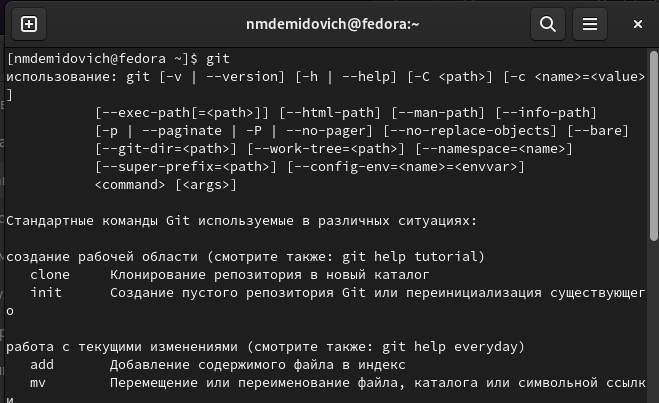 nmdemidovich@fedora:~
[nmdemidovich@fedora ~]$ git
использование: git [-v | --version] [-h | --help] [-C <path>] [-c <name>=<value>
]
[--exec-path[=<path>]] [--html-path] [--man-path] [--info-path]
[-p | --paginate | -P | --no-pager] [--no-replace-objects] [--bare]
[--git-dir=<path>] [--work-tree=<path>] [--namespace=<name>]
[--super-prefix=<path>] [--config-env=<name>=<envvar>]
<command> [<args>]
Стандартные команды Git используемые в различных ситуациях:
создание рабочей области (смотрите также: git help tutorial)
clone Клонирование репозитория в новый каталог
init Создание пустого репозитория Git или переинициализация существующег
о
работа с текущими изменениями (смотрите также: git help everyday)
add Добавление содержимого файла в индекс
mv Перемещение или переименование файла, каталога или символьной ссылк
и